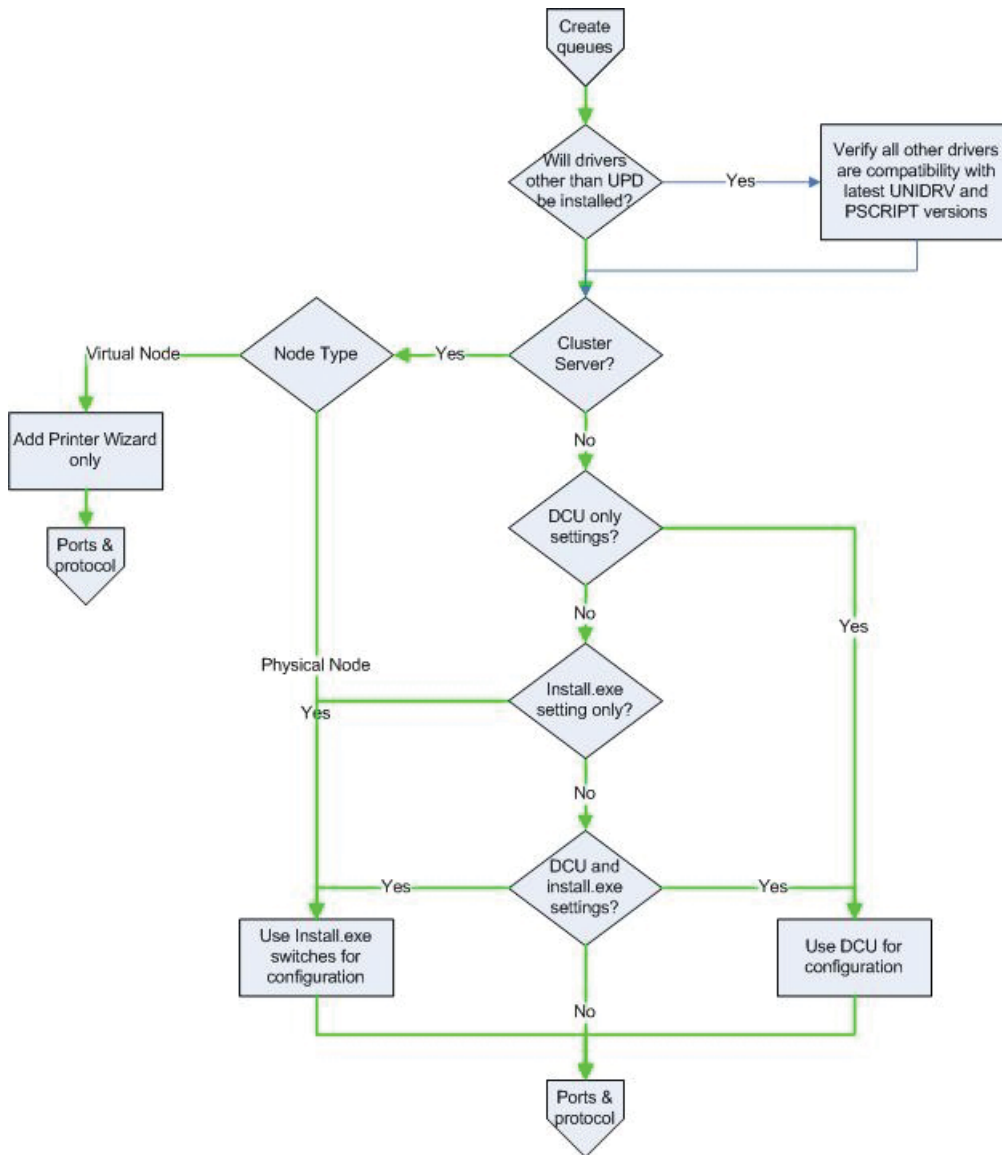 Create
queues
Will drivers
other than UPD
be installed?
Yes
Verify all other drivers
are compatibility with
latest UNIDRV and
PSCRIPT versions
Virtual Node
Node Type
Yes
Cluster
Server?
Add Printer Wizard
only
No
Ports &
protocol
DCU only
settings?
No
Yes
Physical Node
Install.exe
setting only?
Yes
No
DCU and
install.exe
settings?
Yes
Yes
Use Install.exe
switches for
configuration
Use DCU for
configuration
No
Ports &
protocol